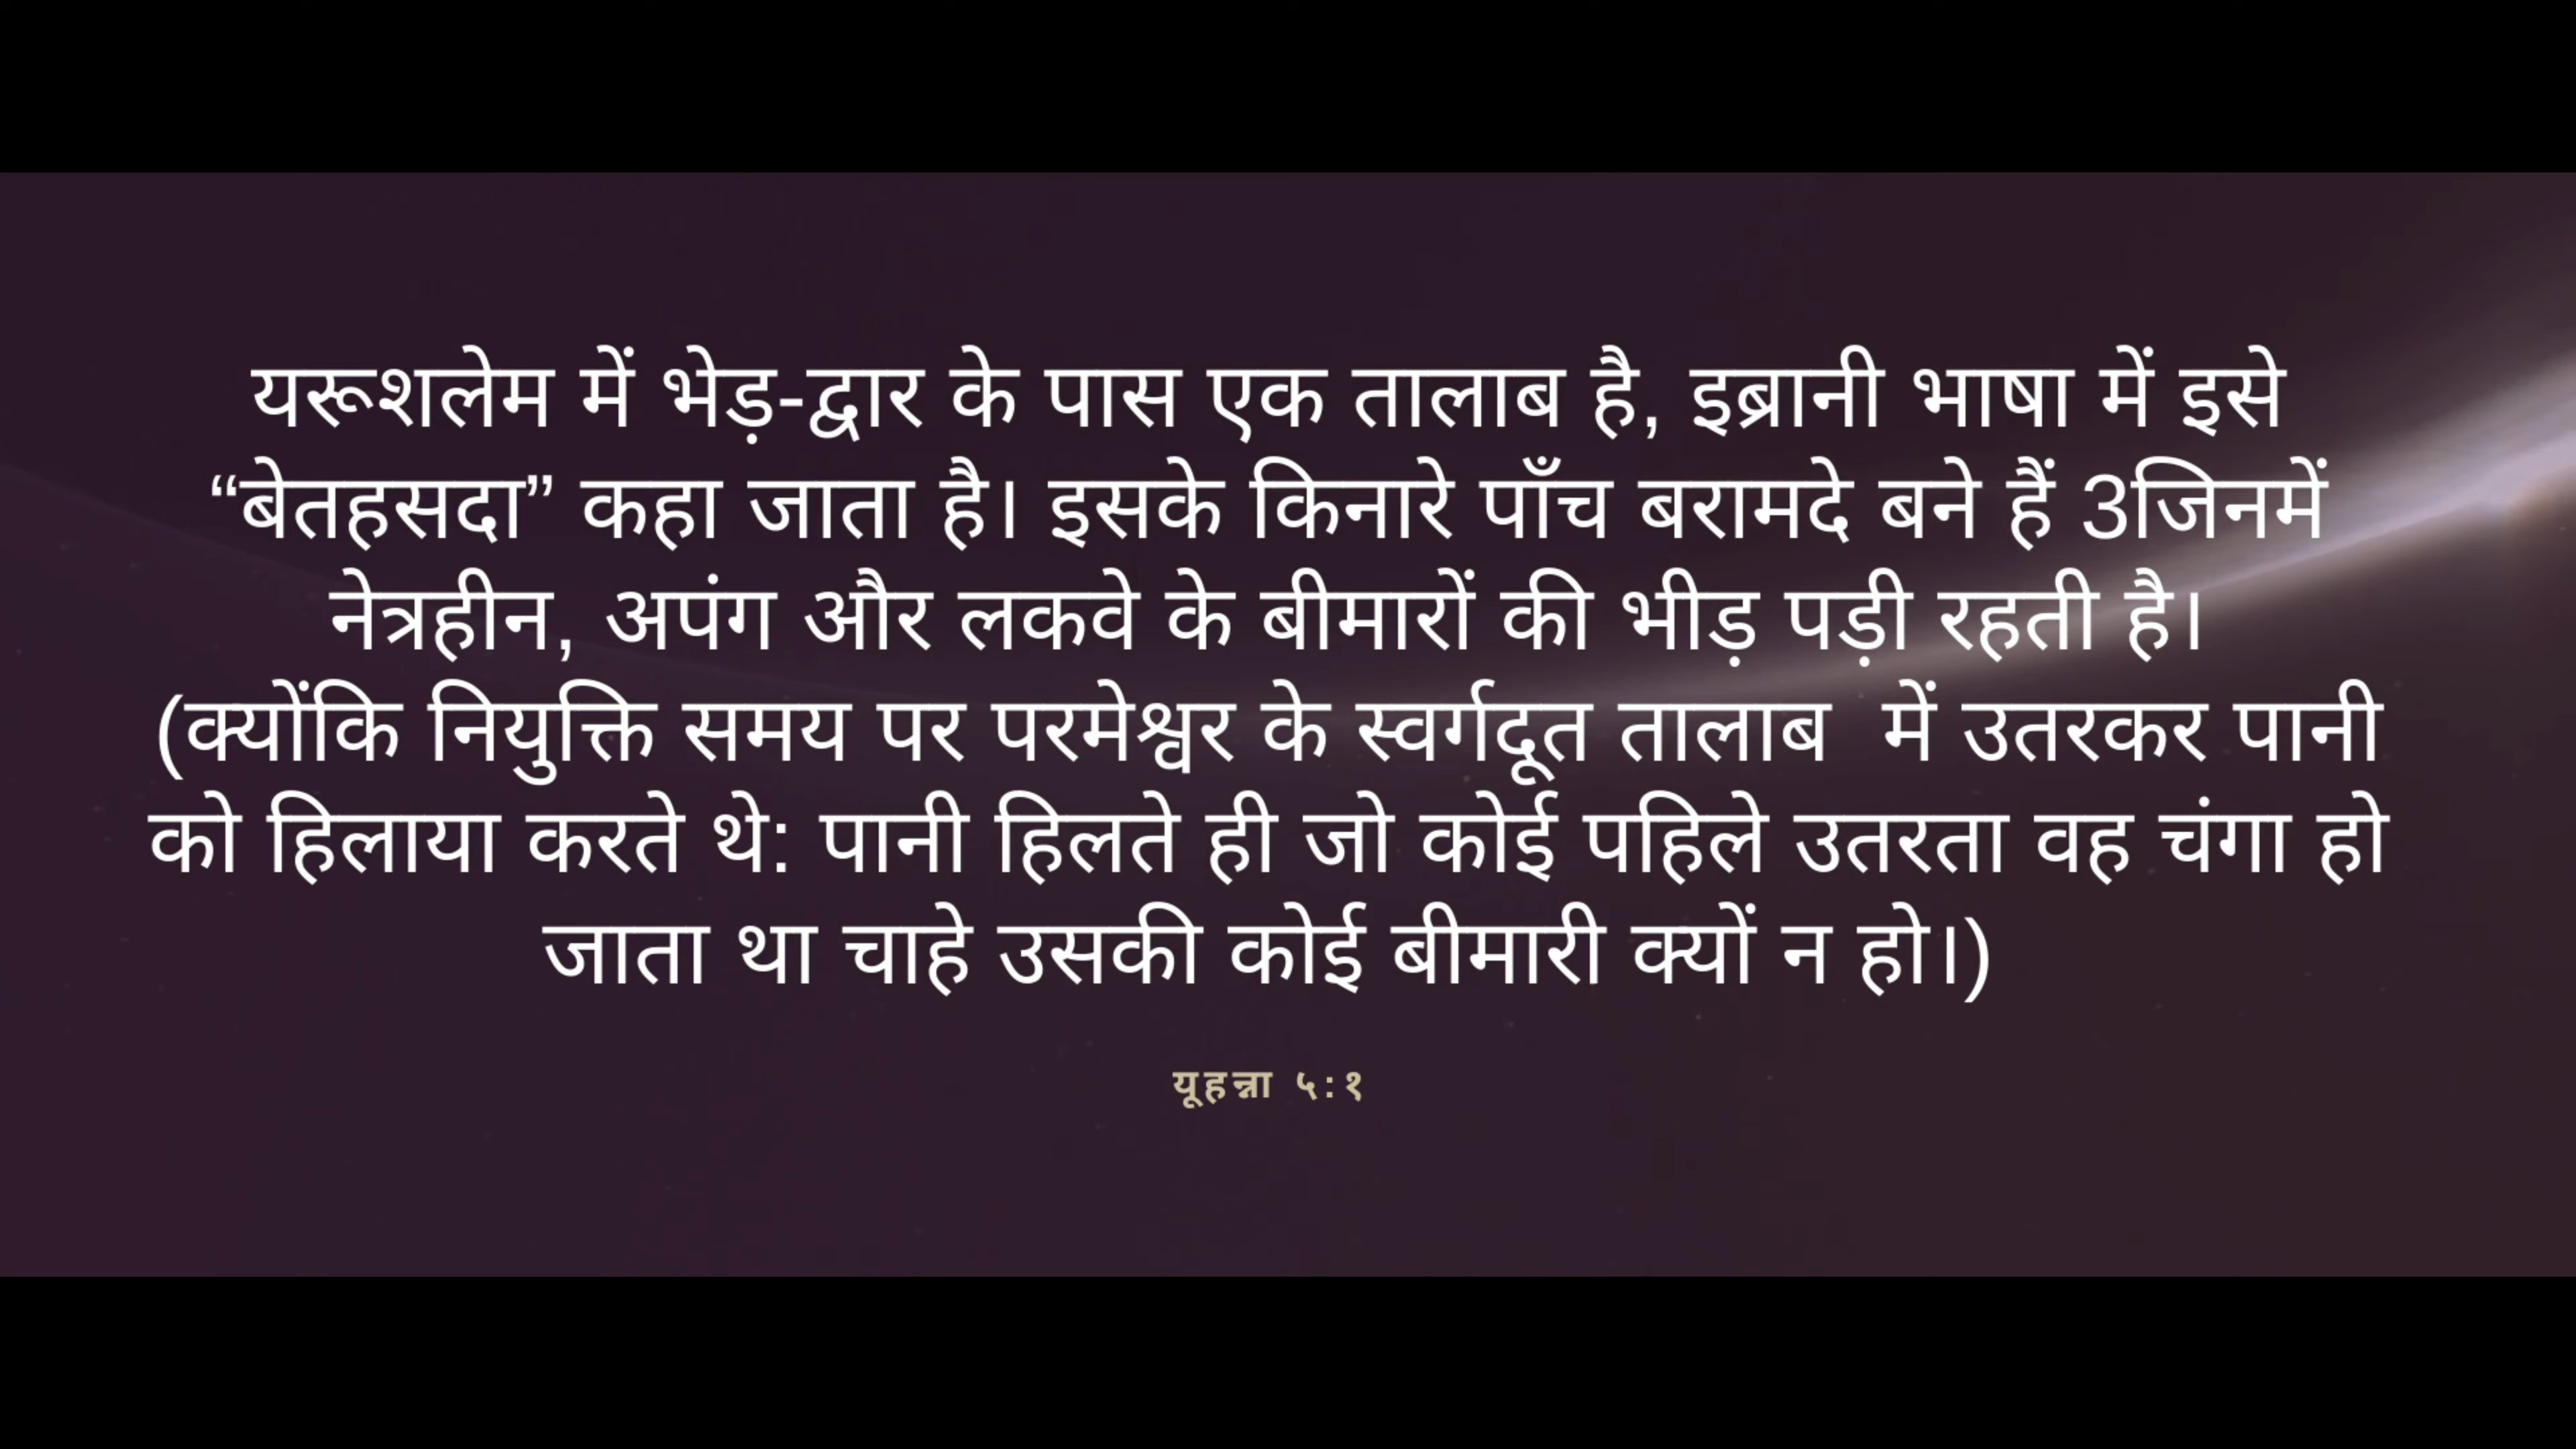 यरूशलेम में भेड़-द्वार के पास एक तालाब है, इब्रानी भाषा में इसे
“बेतहसदा” कहा जाता है। इसके किनारे पाँच बरामदे बने हैं 3जिनमें
नेत्रहीन, अपंग और लकवे के बीमारों की भीड़ पड़ी रहती है।
(क्योंकि नियुक्ति समय पर परमेश्वर के स्वर्गदूत तालाब  में उतरकर पानी
को हिलाया करते थे: पानी हिलते ही जो कोई पहिले उतरता वह चंगा हो
जाता था चाहे उसकी कोई बीमारी क्यों न हो।)
यूहन्ना ५:१